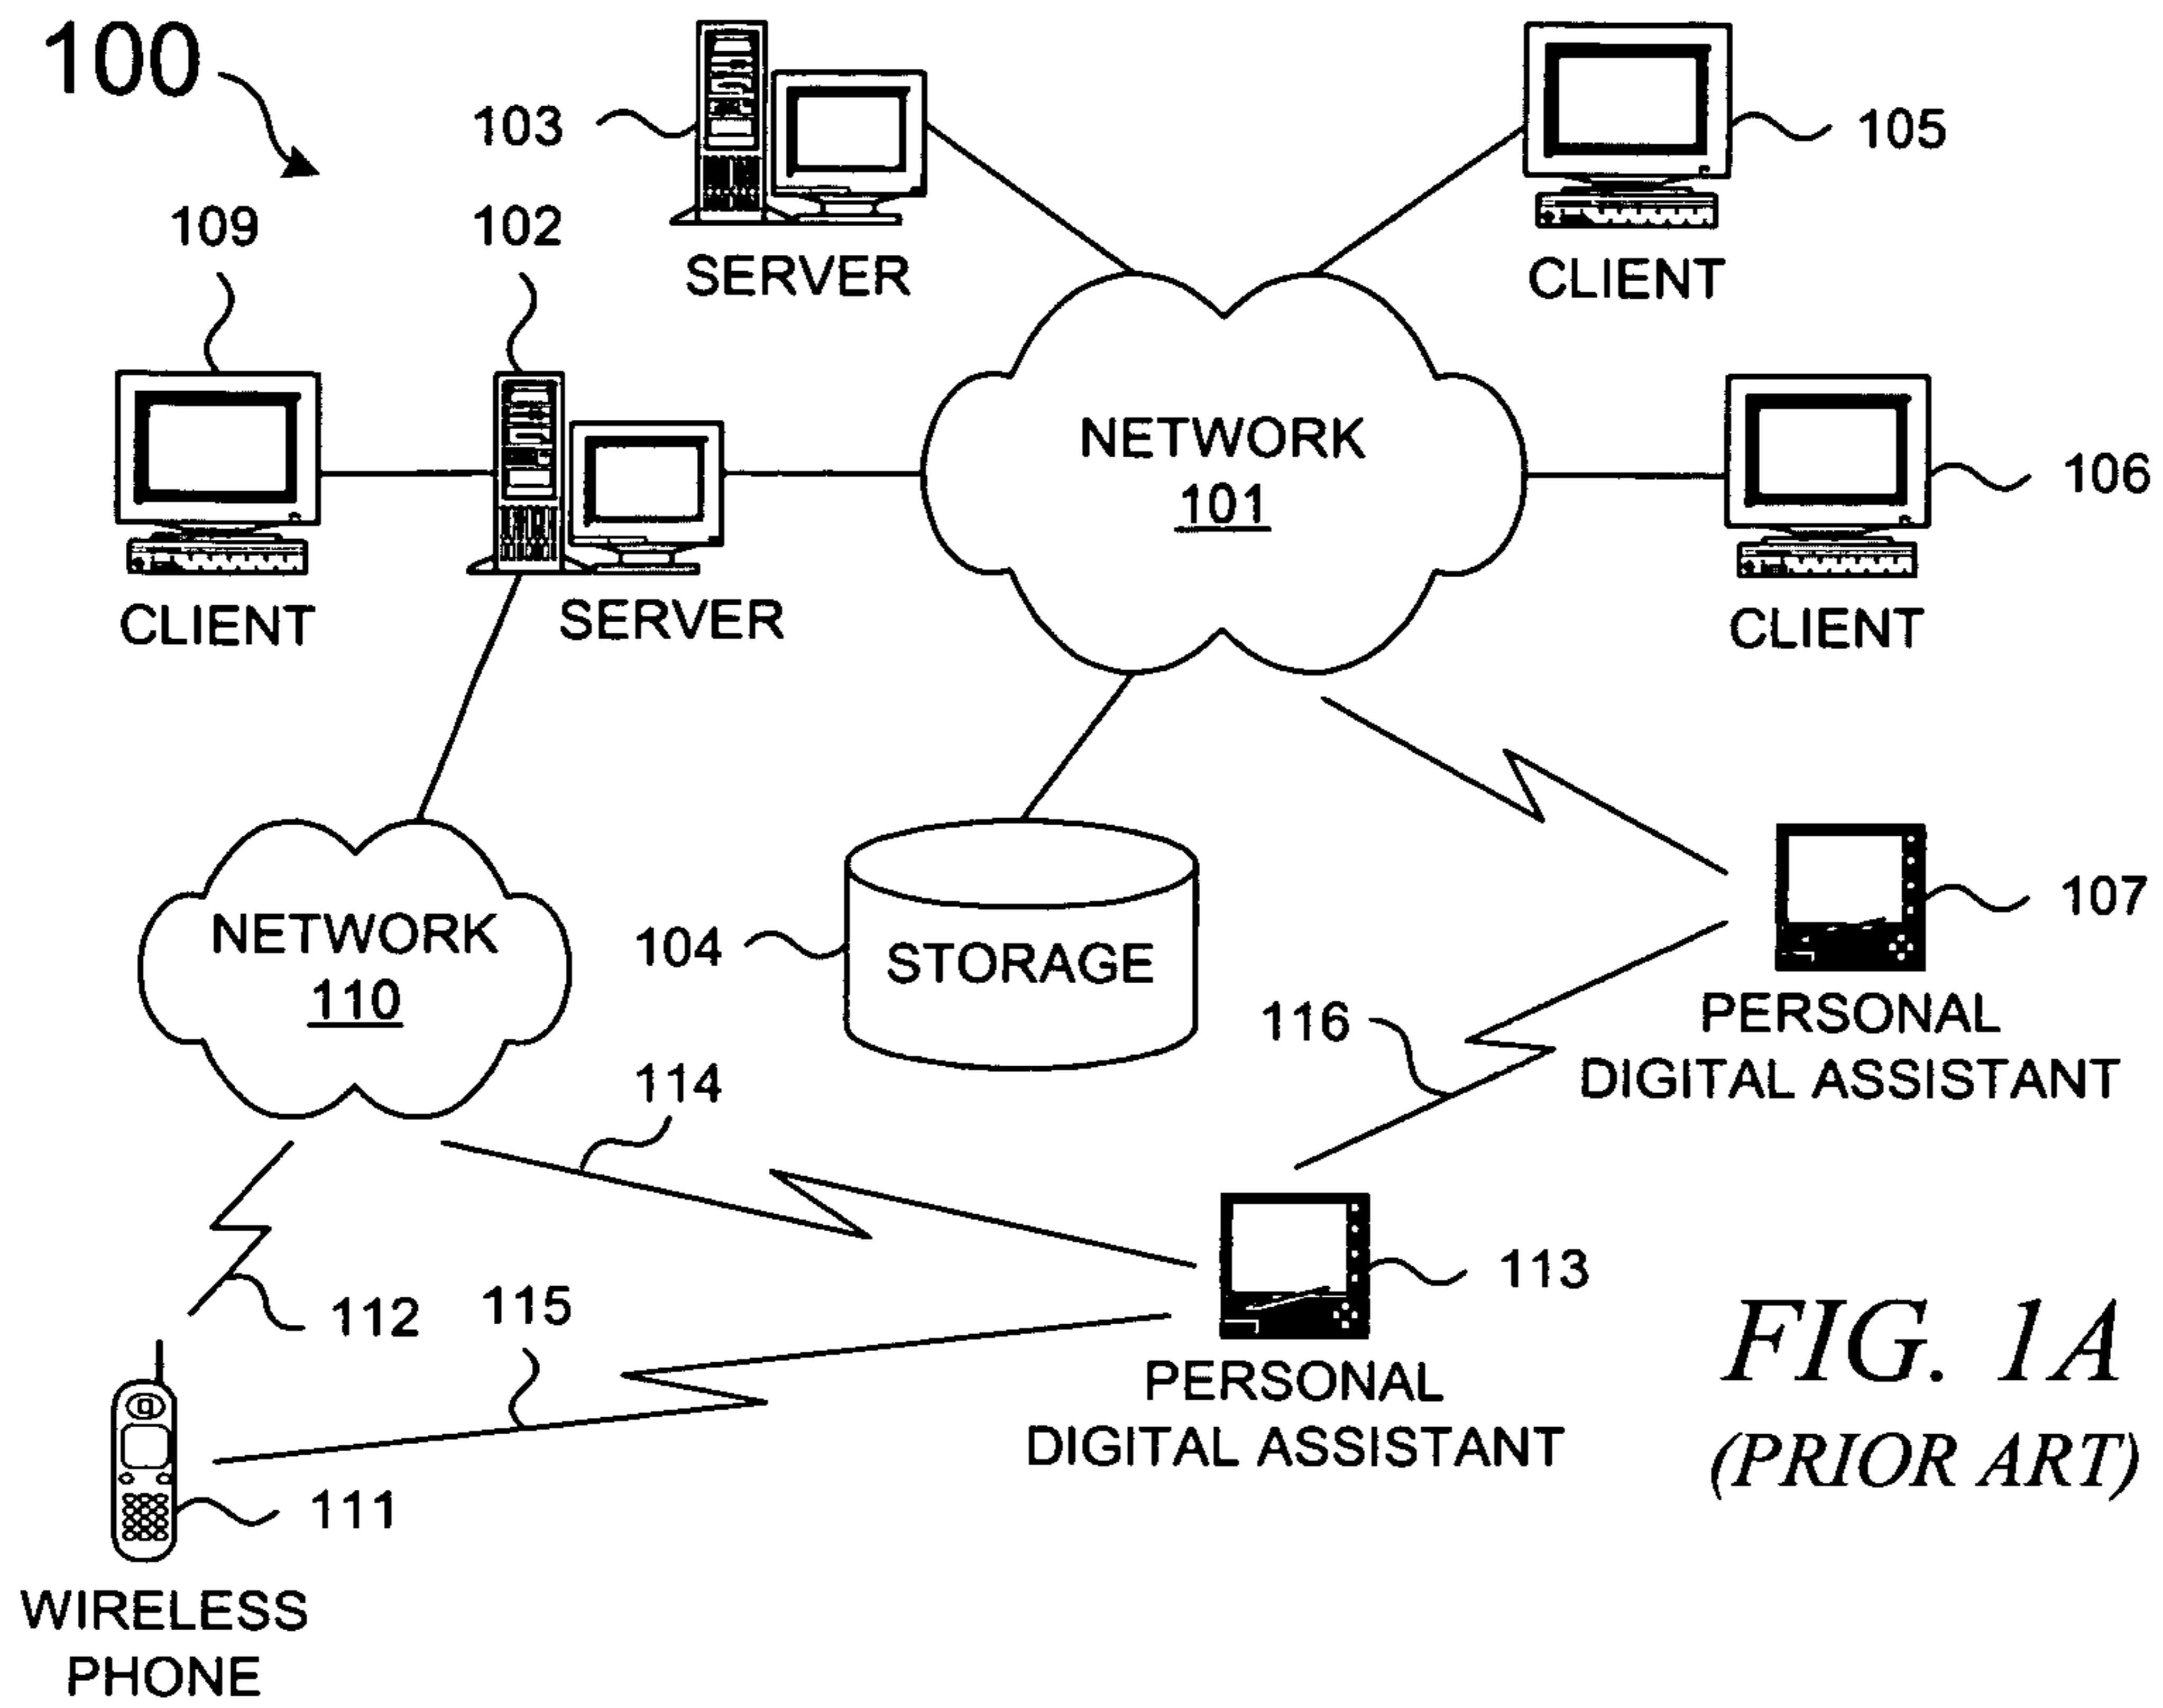 100
103
105
109
102
SERVER
CLIENT
NETWORK
101
106
CLIENT
SERVER
CLIENT
NETWORK
110
104
STORAGE
107
116
PERSONAL
DIGITAL ASSISTANT
114
113
112
115
PERSONAL
DIGITAL ASSISTANT
111
WIRELESS
PHONE
FIG. 1A
(PRIOR ART)